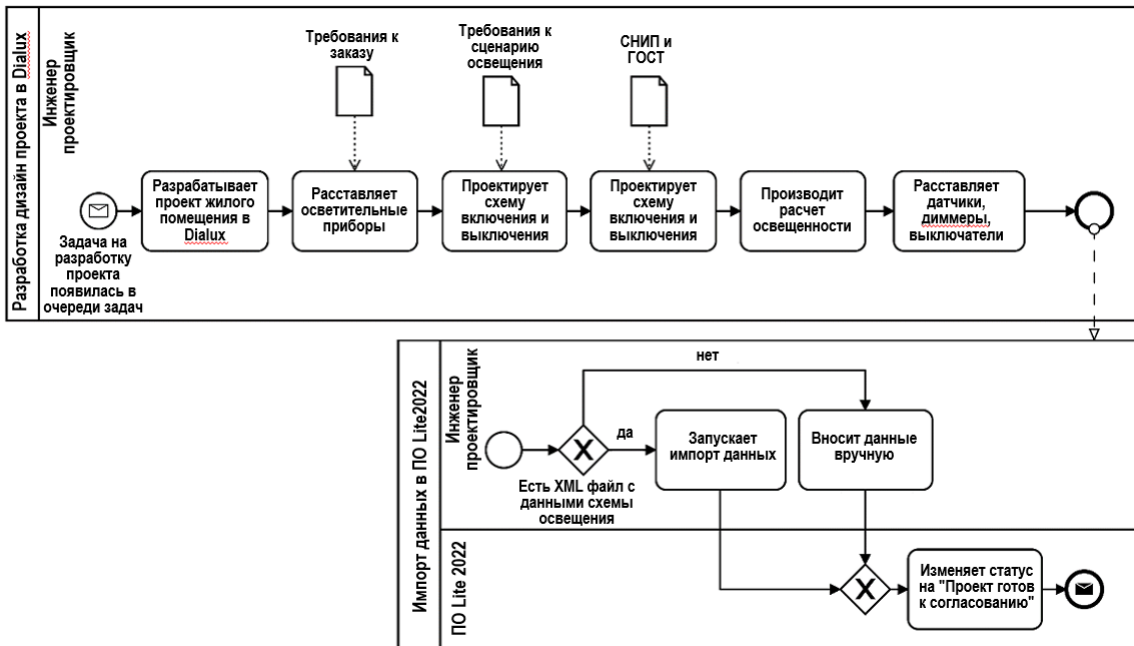 Разработка дизайн проекта в Dialux
Инженер
проектировщик
Требования к
заказу
Требования к
сценарию
освещения
СНИП и
ГОСТ
Задача на
разработку
проекта
появилась в
очереди задач
Разрабатывает
проект жилого
помещения в
Dialux
Расставляет
осветительные
приборы
Проектирует
схему
включения и
выключения
Проектирует
схему
включения и
выключения
Производит
расчет
освещенности
Расставляет
датчики,
диммеры,
выключатели
Импорт данных в ПО Lite2022
Инженер
проектировщик
нет
да
Есть XML файл с
данными схемы
освещения
Запускает
импорт данных
Вносит данные
вручную
ПО Lite 2022
Изменяет статус
на "Проект готов
к согласованию"